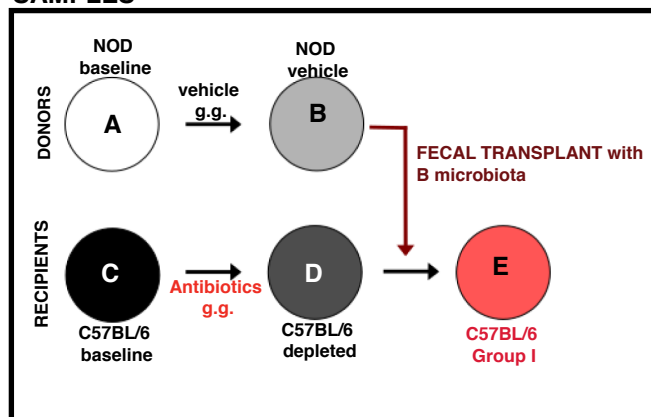 NOD
baseline
NOD
vehicle
DONORS
A
vehicle
g.g.
B
FECAL TRANSPLANT with
B microbiota
RECIPIENTS
C
Antibiotics
g.g.
D
E
C57BL/6
baseline
C57BL/6
depleted
C57BL/6
Group I